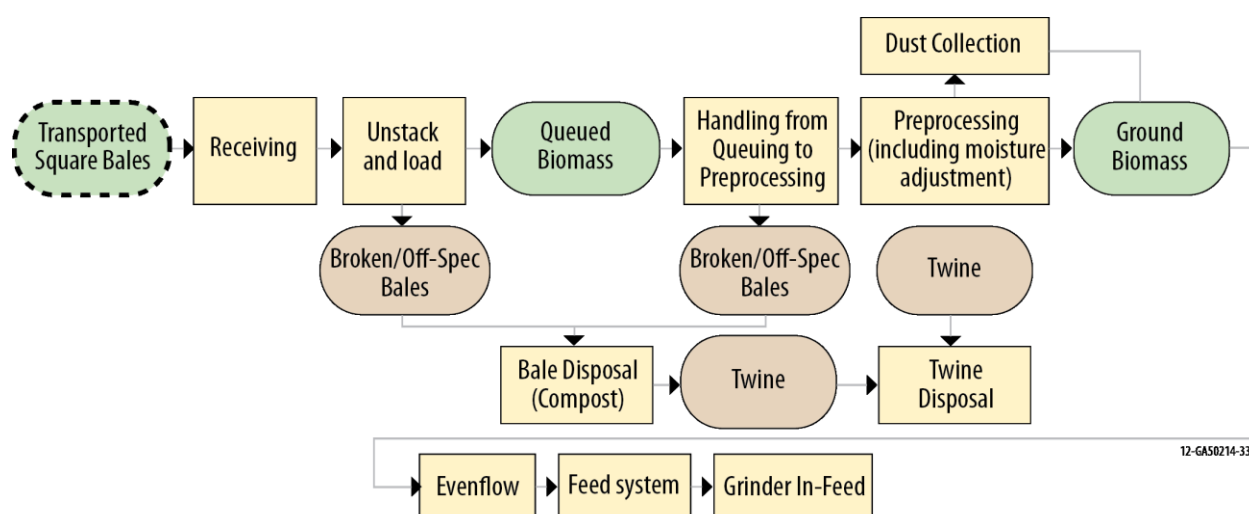 Dust Collection
Transported
Square Bales
Receiving
Unstack
and load
Queued
Biomass
Handling from
Queuing to
Preprocessing
Preprocessing
(including moisture
adjustment)
Ground
Biomass
Broken/Off-Spec
Bales
Broken/Off-Spec
Bales
Twine
Bale Disposal
(Compost)
Twine
Twine
Disposal
12-GA50214-33
Evenflow
Feed system
Grinder In-Feed